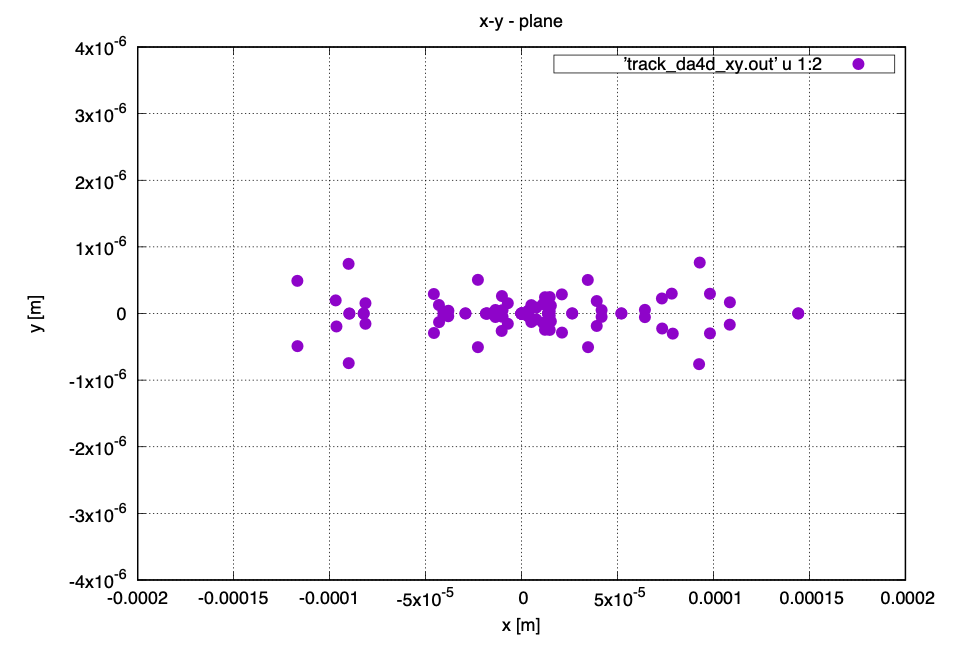 x-y - plane
'track_da4d_xy.out' u 1:2
4x10⁻⁶
3x10⁻⁶
2x10⁻⁶
1x10⁻⁶
0
-1x10⁻⁶
-2x10⁻⁶
-3x10⁻⁶
-4x10⁻⁶
y [m]
-0.0002 -0.00015 -0.0001 -5x10⁻⁵ 0 5x10⁻⁵ 0.0001 0.00015 0.0002
x [m]